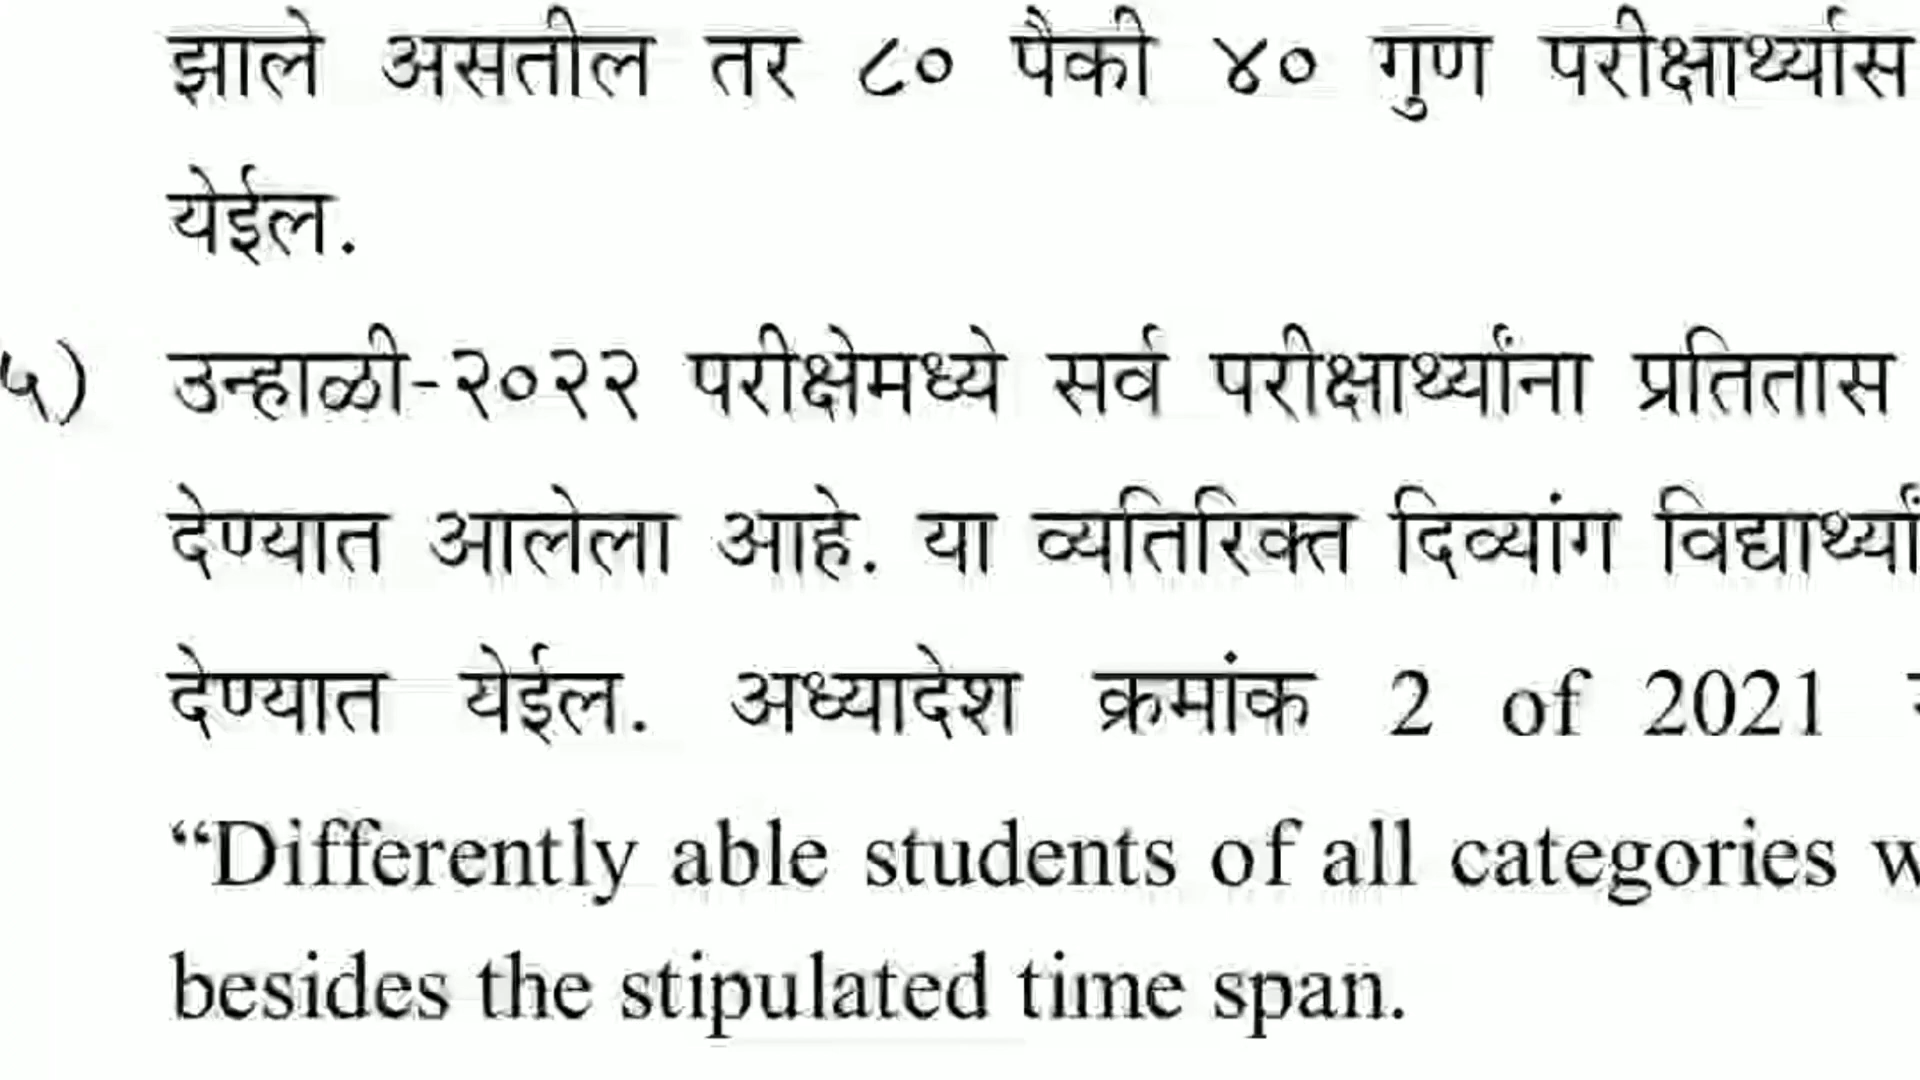 झाले असतील तर ८० पैकी ४० गुण परीक्षार्थ्यास
येईल.
५) उन्हाळी-२०२२ परीक्षेमध्ये सर्व परीक्षार्थ्यांना प्रतितास
देण्यात आलेला आहे. या व्यतिरिक्त दिव्यांग विद्यार्थ्यां
देण्यात येईल. अध्यादेश क्रमांक 2 of 2021
“Differently able students of all categories w
besides the stipulated time span.